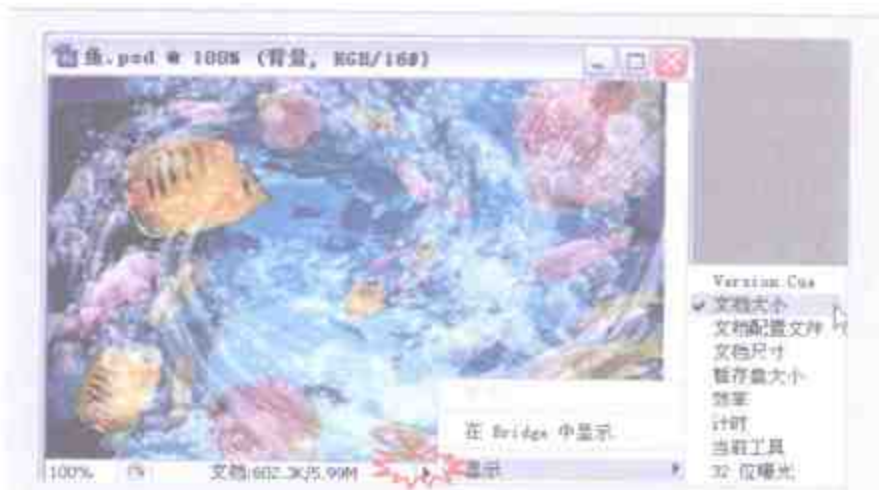 鱼.psd @ 100% (背景, RGB/16#)
Version Cue
文档大小
文档配置文件
文档尺寸
暂存盘大小
效率
计时
当前工具
32 位曝光
在 Bridge 中显示
显示
100%
文档:602.3K/5.99M